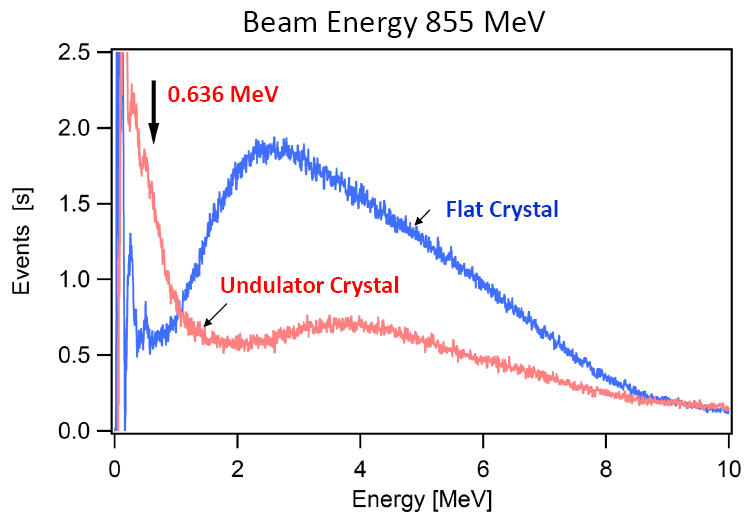 Beam Energy 855 MeV
2.5
0.636 MeV
2.0
Flat Crystal
1.5
Events [s]
1.0
Undulator Crystal
0.5
0.0
0 2 4 6 8 10
Energy [MeV]